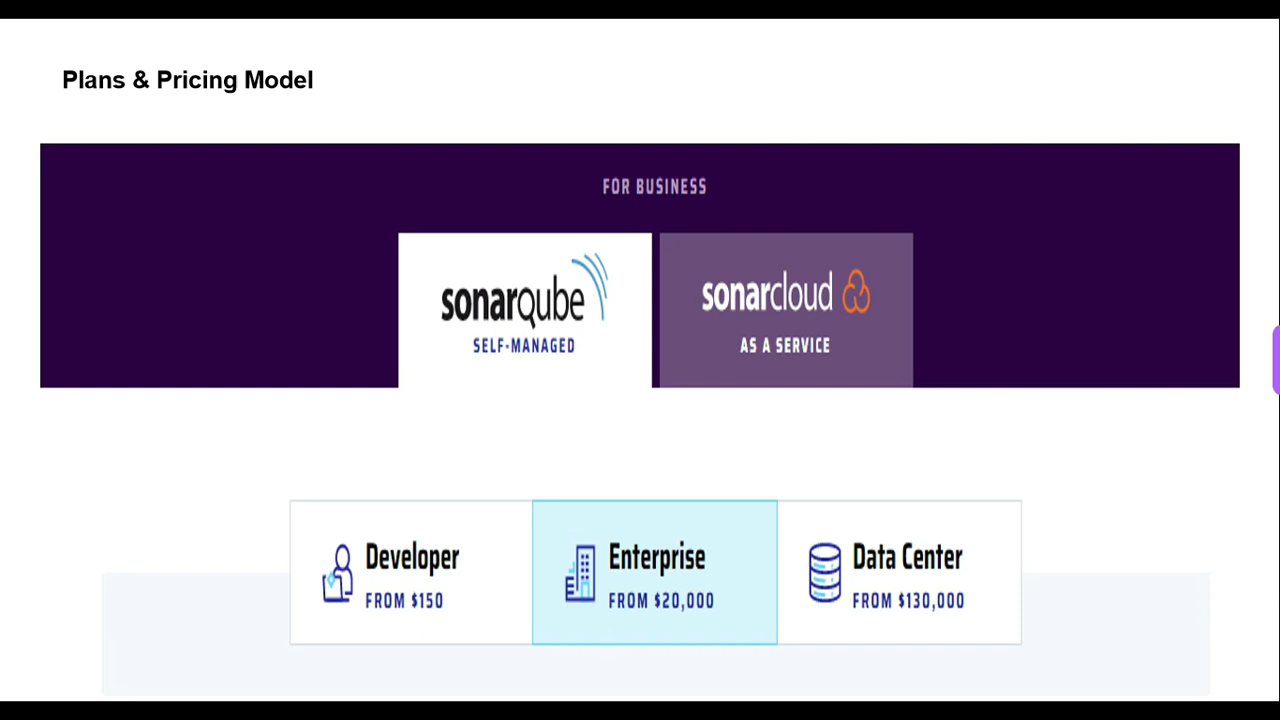 Plans & Pricing Model
FOR BUSINESS
sonarqube
SELF-MANAGED
sonarcloud
AS A SERVICE
Developer
FROM $150
Enterprise
FROM $20,000
Data Center
FROM $130,000